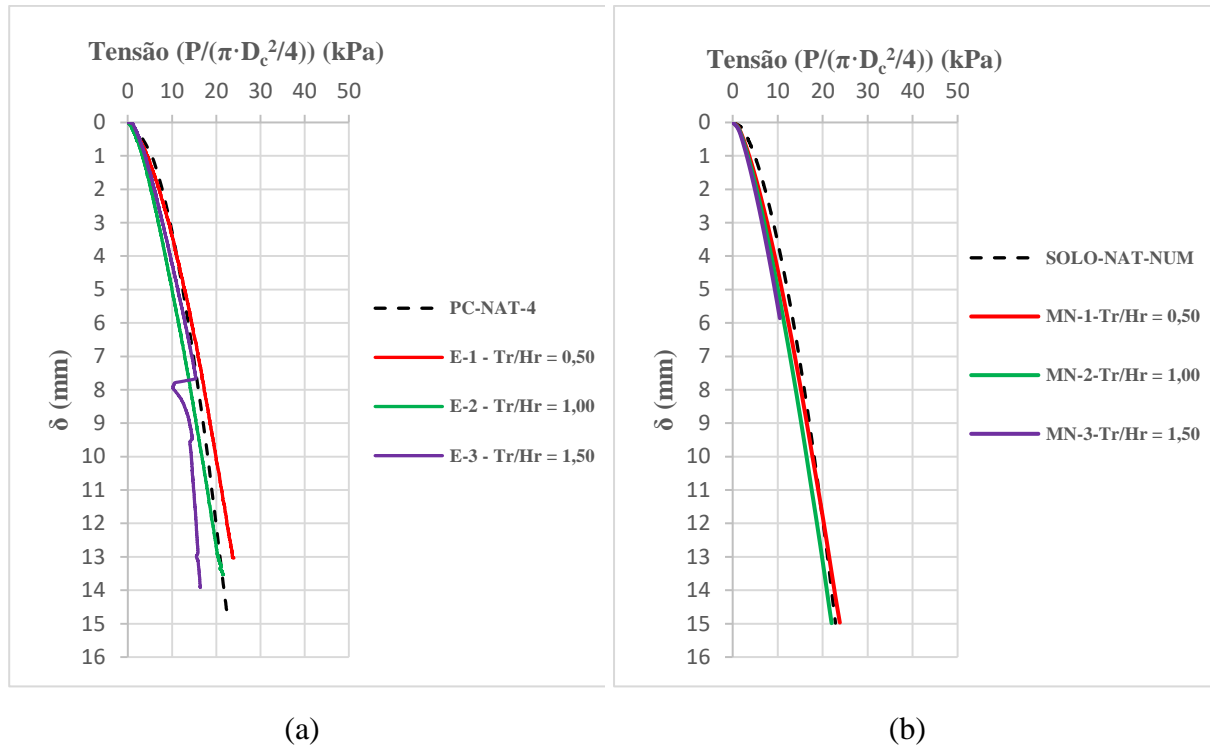 Tensão (P/(π·D_c²/4)) (kPa)
0 10 20 30 40 50
0
1
2
3
4
5
6
7
8
9
10
11
12
13
14
15
16
δ (mm)
PC-NAT-4
E-1 - Tr/Hr = 0,50
E-2 - Tr/Hr = 1,00
E-3 - Tr/Hr = 1,50
(a)
Tensão (P/(π·D_c²/4)) (kPa)
0 10 20 30 40 50
0
1
2
3
4
5
6
7
8
9
10
11
12
13
14
15
16
δ (mm)
SOLO-NAT-NUM
MN-1-Tr/Hr = 0,50
MN-2-Tr/Hr = 1,00
MN-3-Tr/Hr = 1,50
(b)